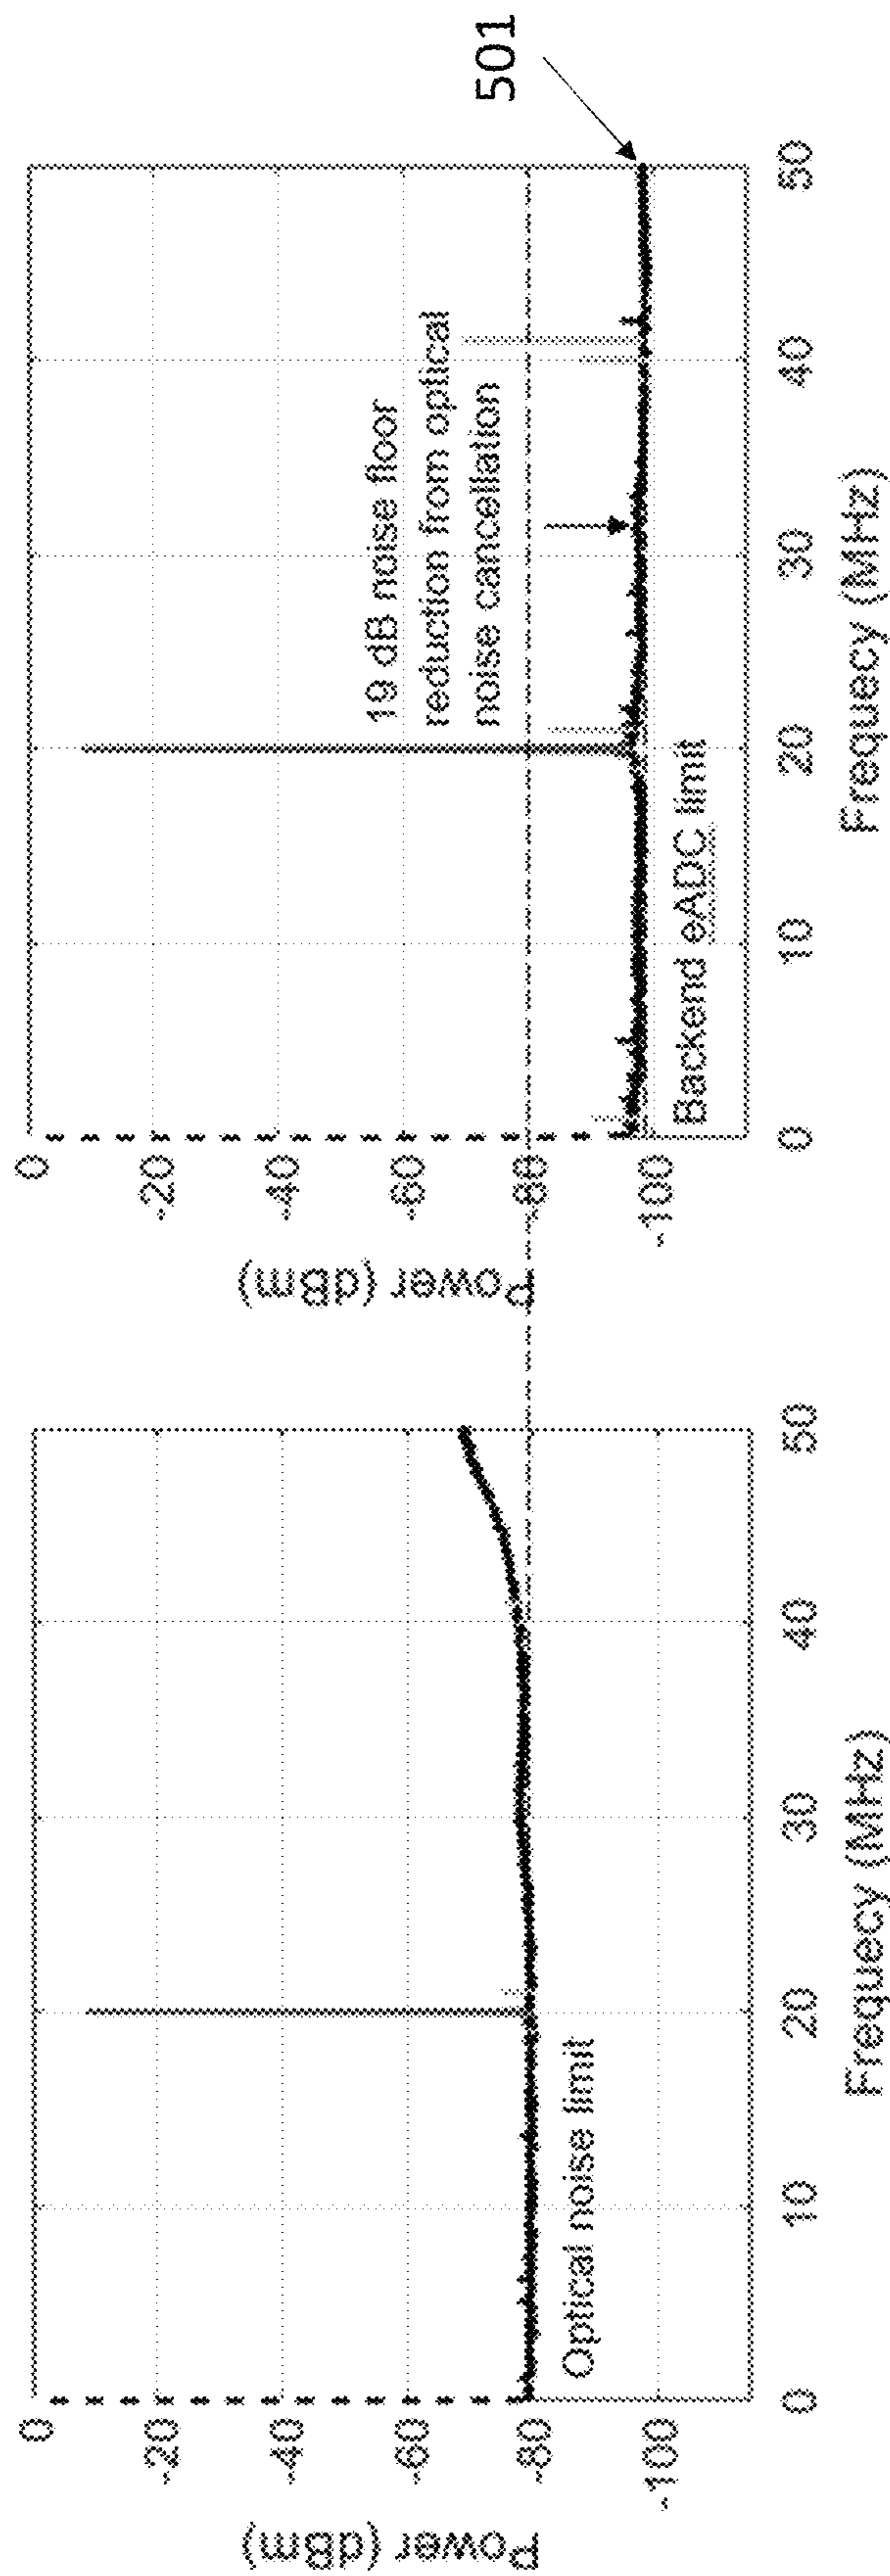 Power (dBm)
0
-20
-40
-60
-80
-100
Optical noise limit
0
10
20
30
40
50
Frequecy (MHz)
Power (dBm)
0
-20
-40
-60
-80
-100
19 dB noise floor
reduction from optical
noise cancellation
Backend eADC limit
501
0
10
20
30
40
50
Frequecy (MHz)